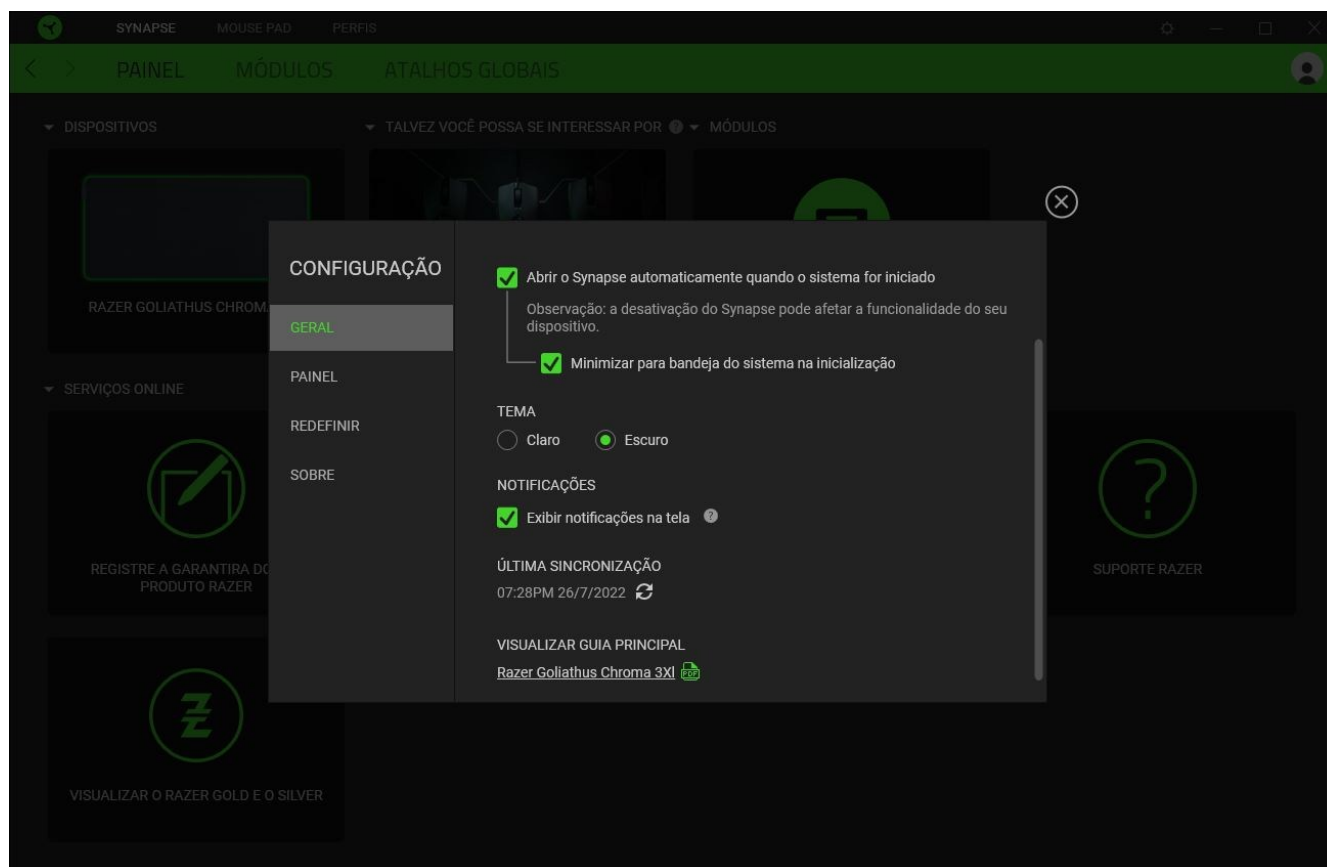 SYNAPSE MOUSE PAD PERFIS
PAINEL MÓDULOS ATALHOS GLOBAIS
DISPOSITIVOS
TALVEZ VOCÊ POSSA SE INTERESSAR POR
MÓDULOS
RAZER GOLIATHUS CHROM
SERVIÇOS ONLINE
REGISTRE A GARANTIRA DO
PRODUTO RAZER
SUPORTE RAZER
VISUALIZAR O RAZER GOLD E O SILVER
CONFIGURAÇÃO
GERAL
PAINEL
REDEFINIR
SOBRE
Abrir o Synapse automaticamente quando o sistema for iniciado
Observação: a desativação do Synapse pode afetar a funcionalidade do seu
dispositivo.
Minimizar para bandeja do sistema na inicialização
TEMA
Claro Escuro
NOTIFICAÇÕES
Exibir notificações na tela
ÚLTIMA SINCRONIZAÇÃO
07:28PM 26/7/2022
VISUALIZAR GUIA PRINCIPAL
Razer Goliathus Chroma 3Xl PDF